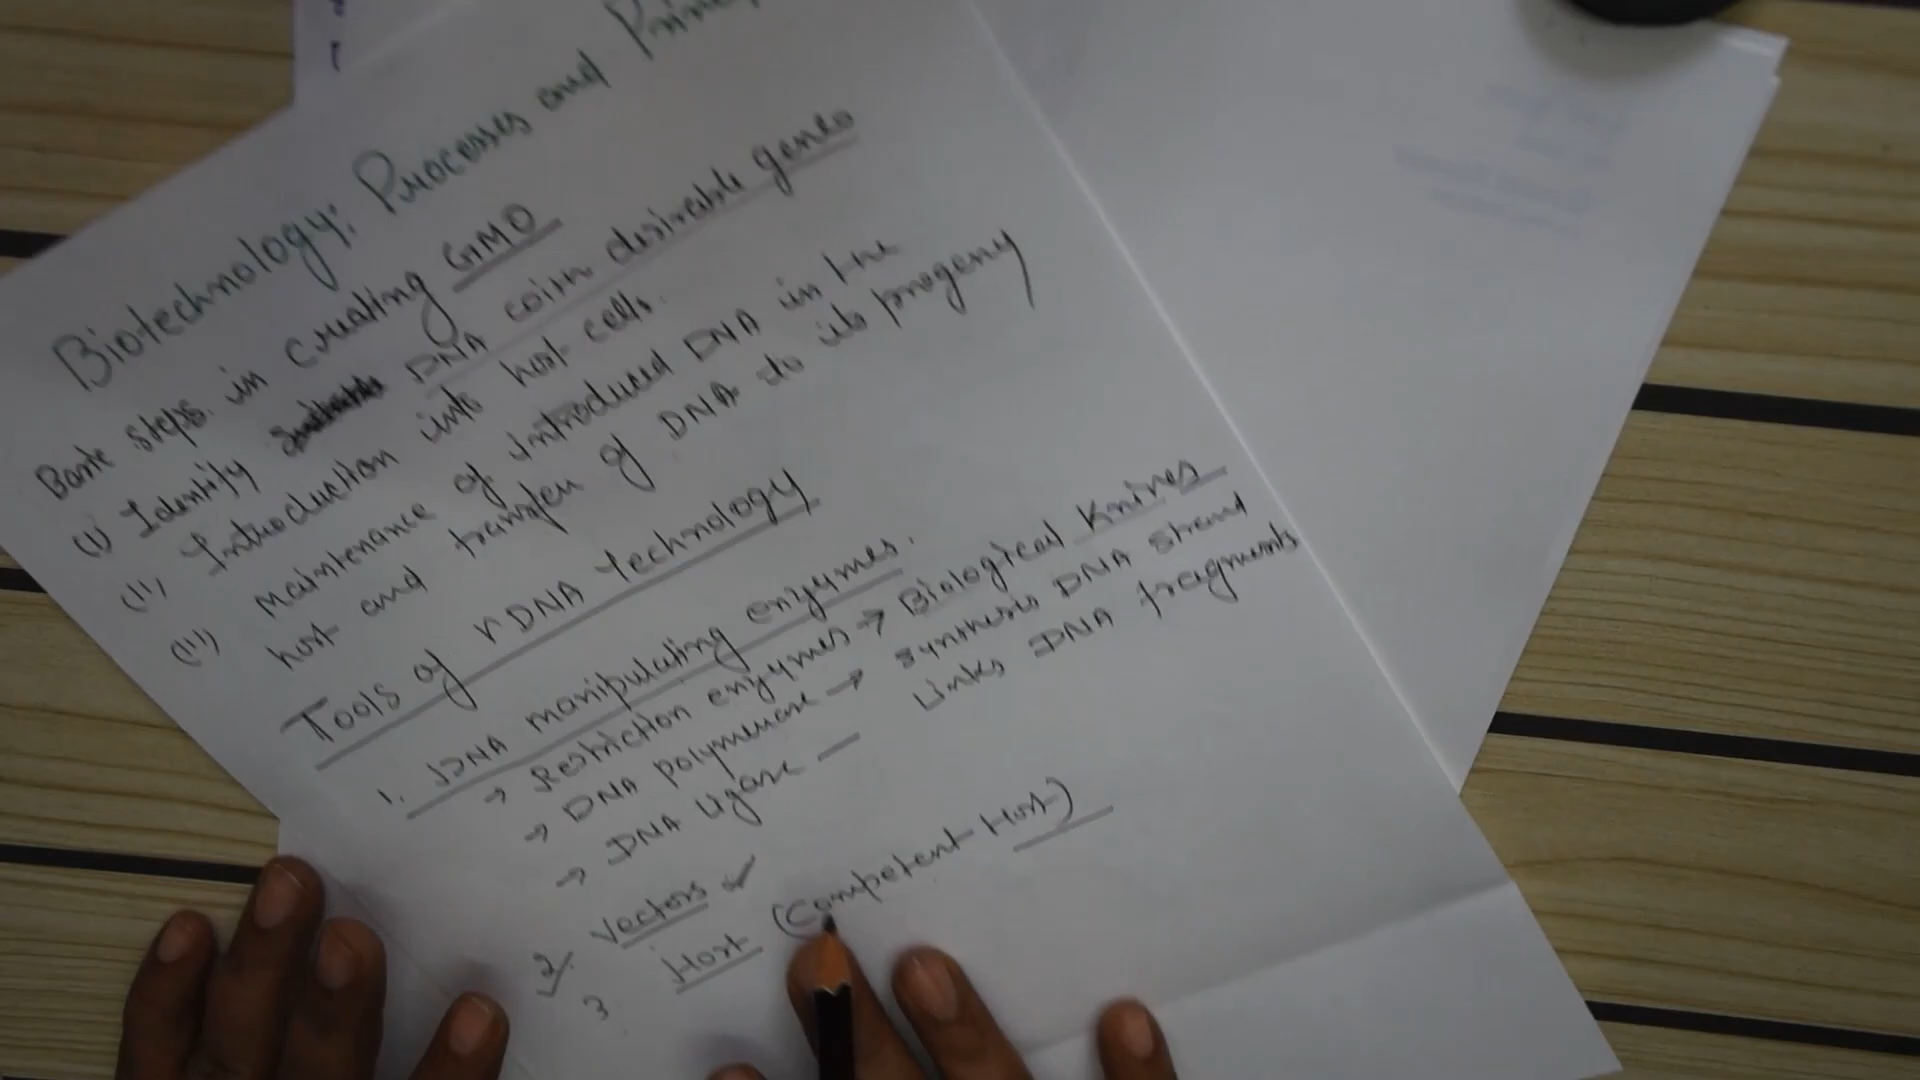 Biotechnology: Processes and
Basic steps in creating GMO
(I) Identify DNA with desirable genes
(II) Introduction into host cells.
(III) Maintenance of introduced DNA in the
host and transfer of DNA to its progeny
Tools of rDNA technology
1. DNA manipulating enzymes.
→ Restriction enzymes → Biological Knives
→ DNA polymerase → synthesis DNA strand
→ DNA ligase — Links DNA fragments
2. Vectors ✓
3 Host (Competent Host)